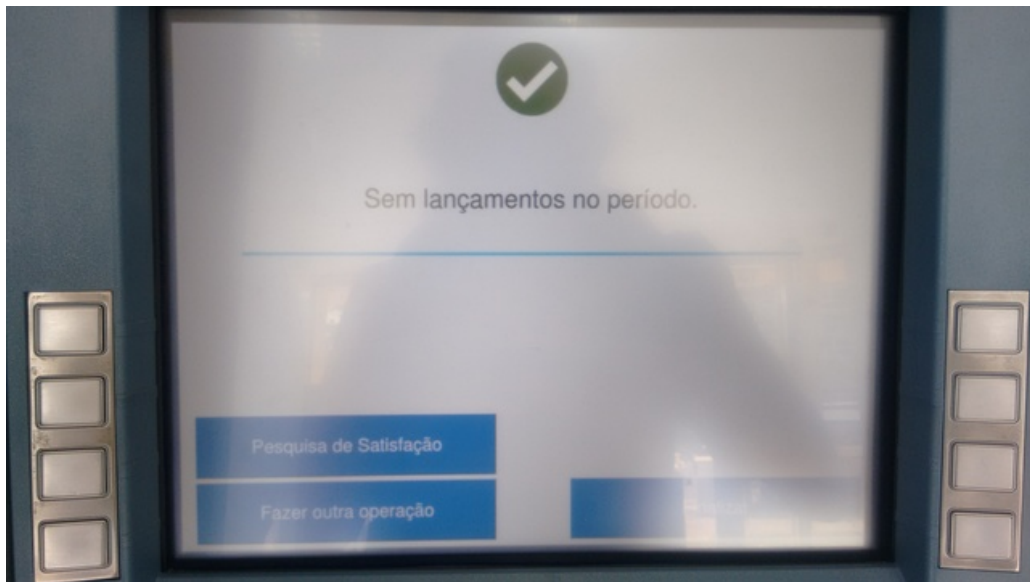 Sem lançamentos no período.
Pesquisa de Satisfação
Fazer outra operação